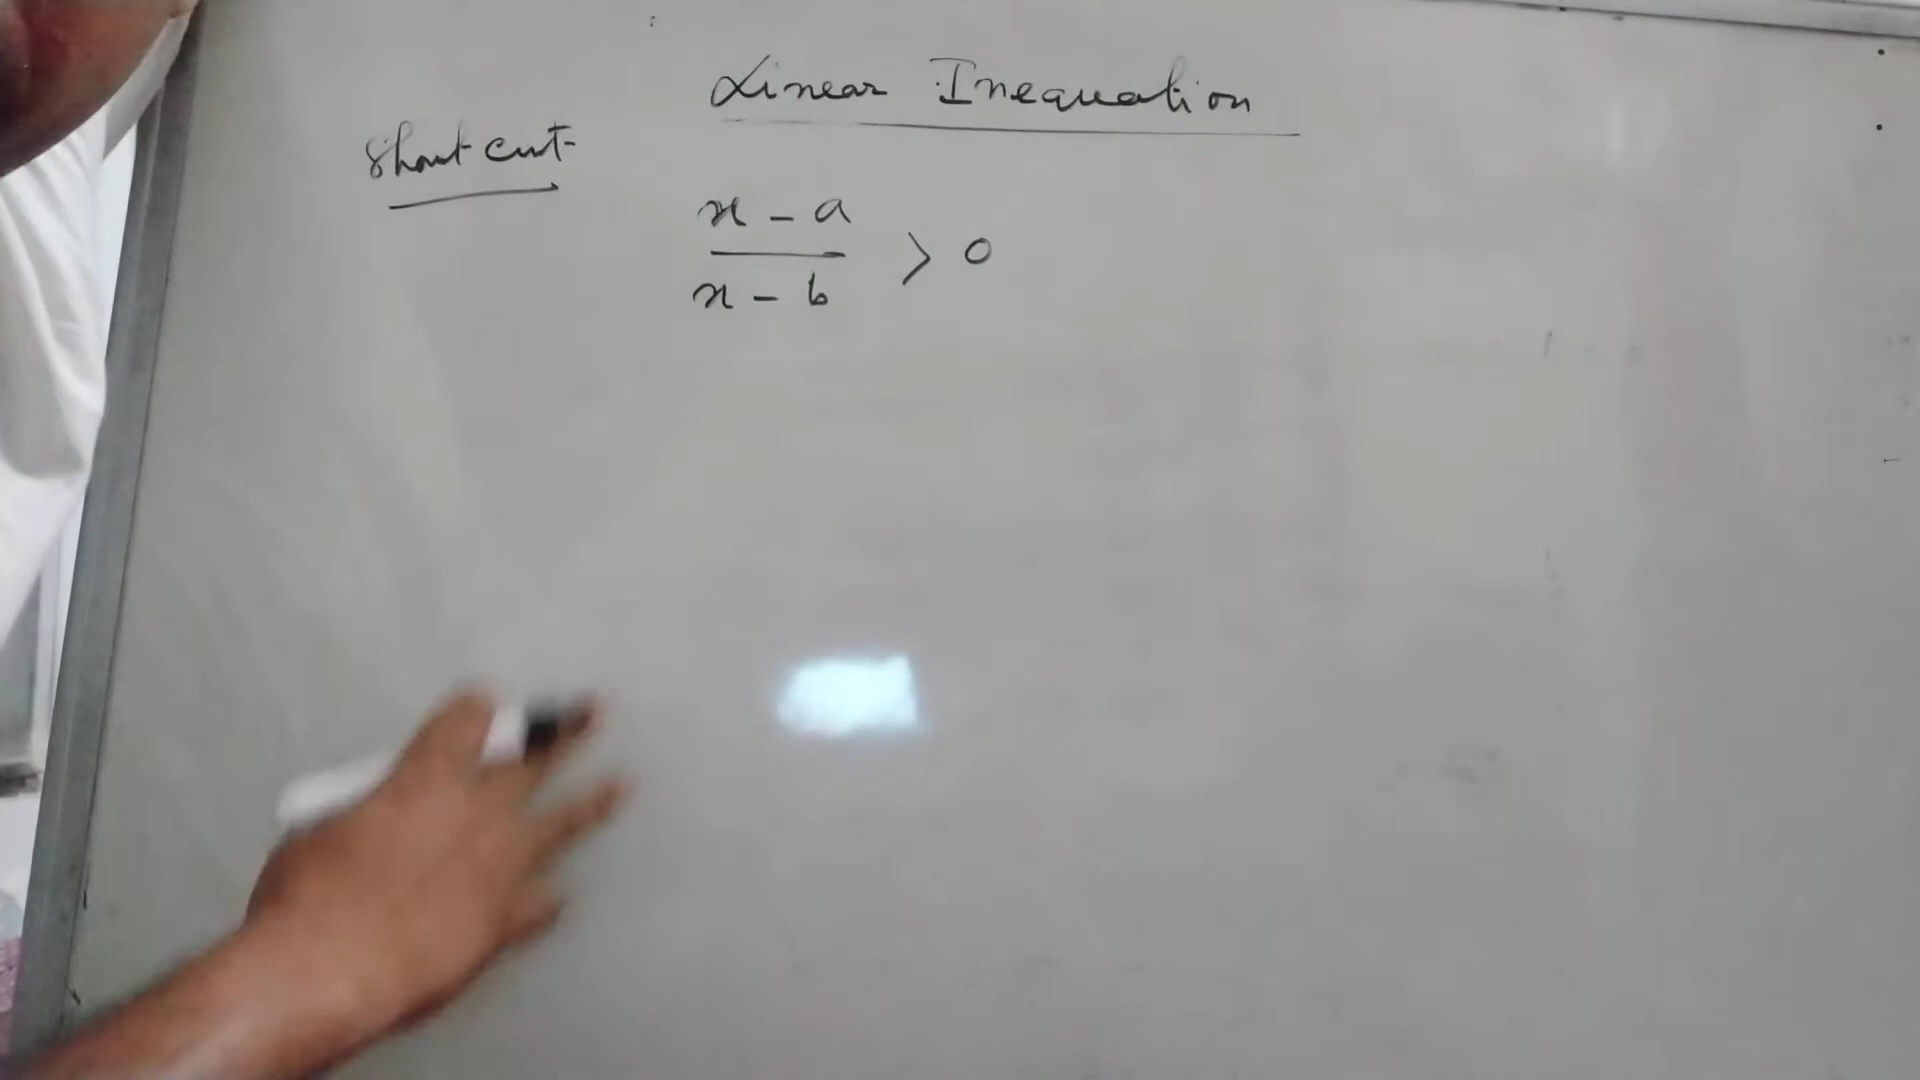 Linear Inequation
Short cut
x - a
x - b
> 0